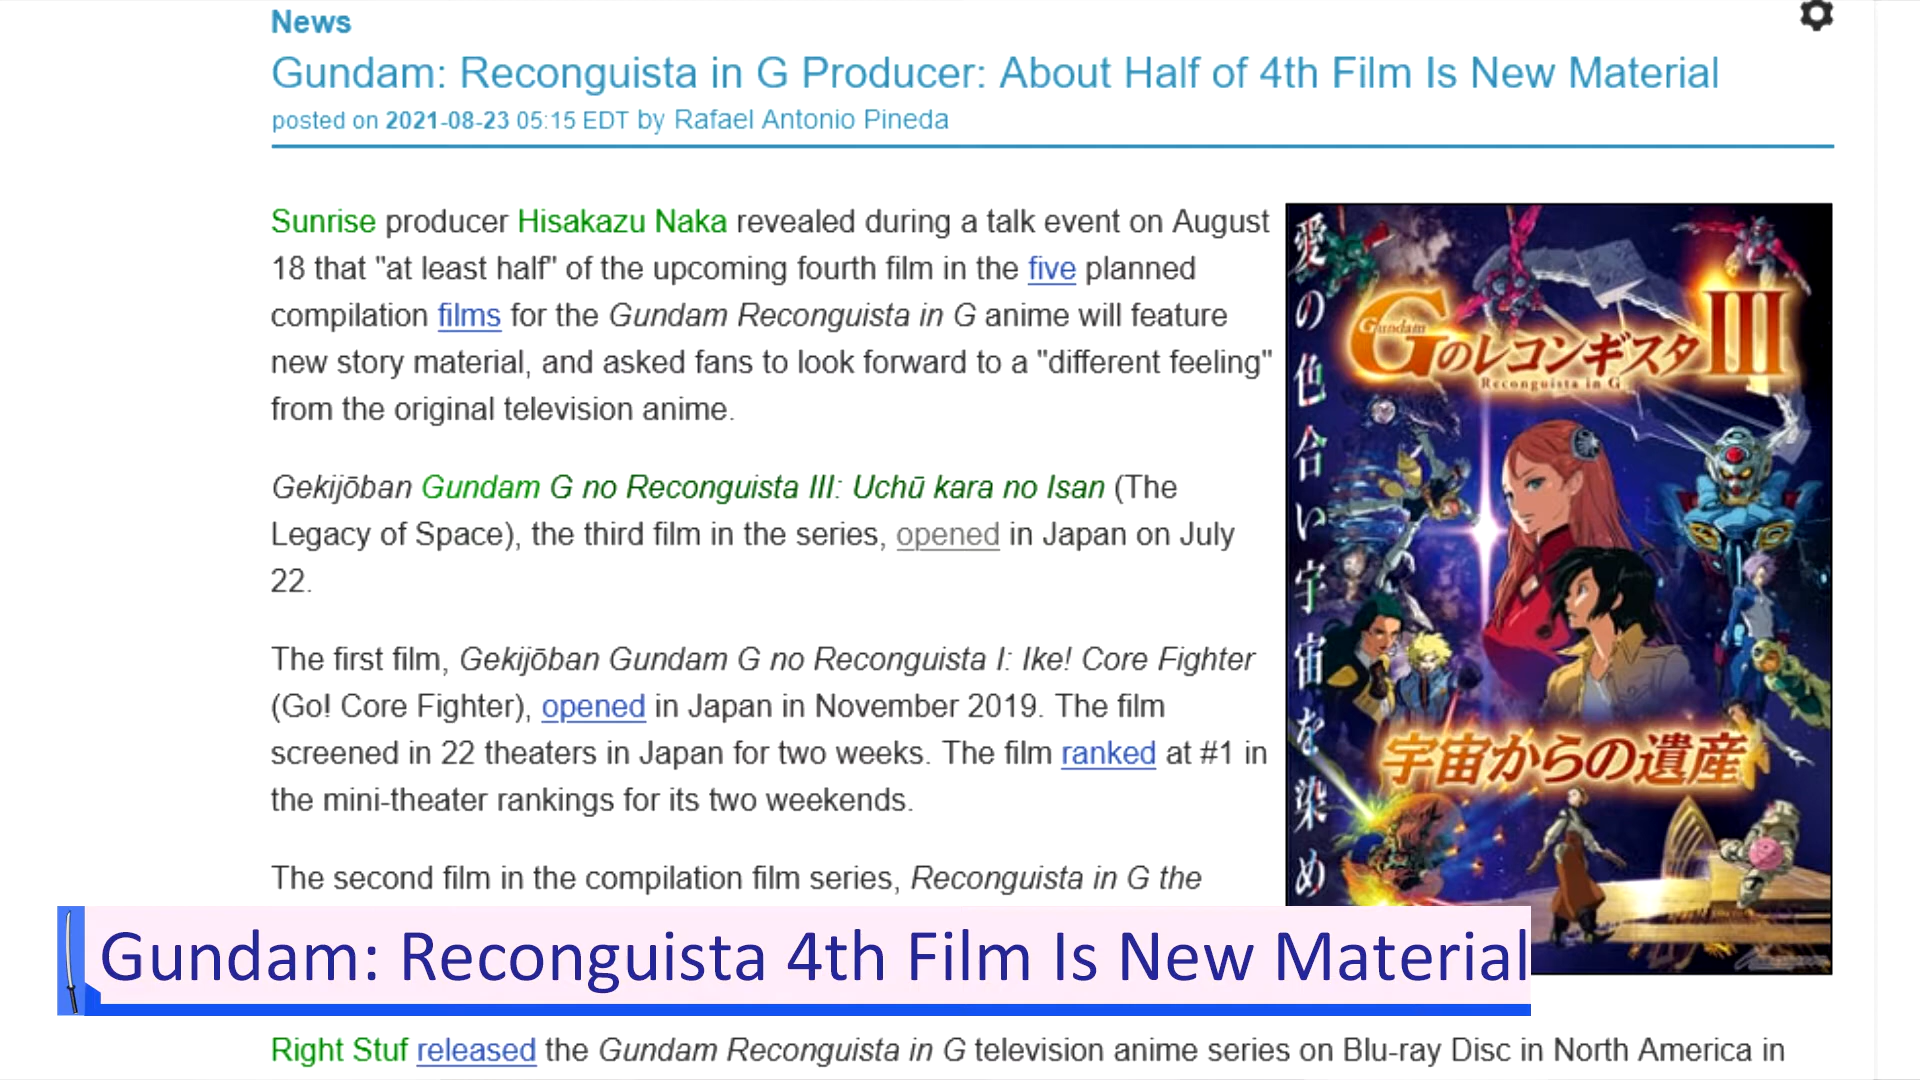 News
Gundam: Reconguista in G Producer: About Half of 4th Film Is New Material
posted on 2021-08-23 05:15 EDT by Rafael Antonio Pineda
Sunrise producer Hisakazu Naka revealed during a talk event on August
18 that "at least half" of the upcoming fourth film in the five planned
compilation films for the Gundam Reconguista in G anime will feature
new story material, and asked fans to look forward to a "different feeling"
from the original television anime.
Gekijōban Gundam G no Reconguista III: Uchū kara no Isan (The
Legacy of Space), the third film in the series, opened in Japan on July
22.
The first film, Gekijōban Gundam G no Reconguista I: Ike! Core Fighter
(Go! Core Fighter), opened in Japan in November 2019. The film
screened in 22 theaters in Japan for two weeks. The film ranked at #1 in
the mini-theater rankings for its two weekends.
The second film in the compilation film series, Reconguista in G the
愛の色合い宇宙を染め
Gundam
GのレコンギスタIII
Reconguista in G
宇宙からの遺産
Gundam: Reconguista 4th Film Is New Material
Right Stuf released the Gundam Reconguista in G television anime series on Blu-ray Disc in North America in